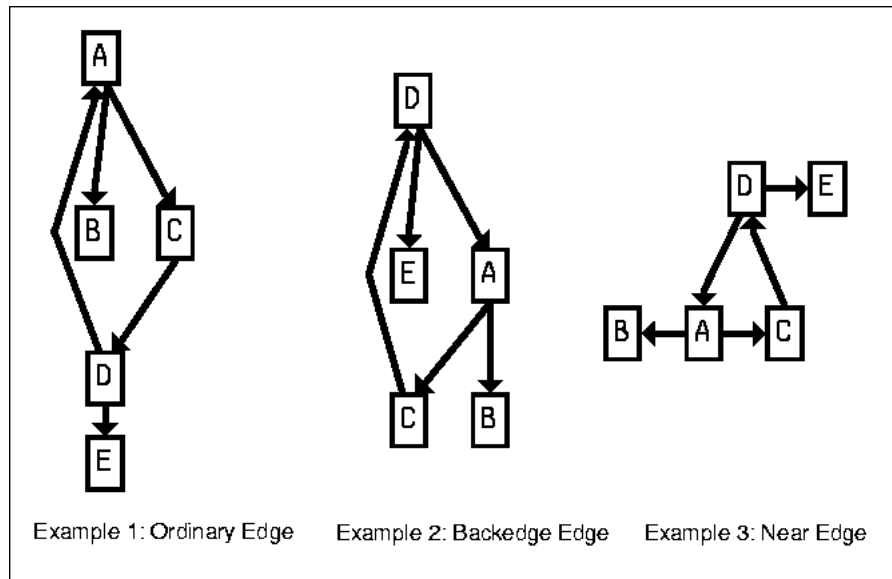 A
B
C
D
E
Example 1: Ordinary Edge
D
E
A
C
B
Example 2: Backedge Edge
D
E
B
A
C
Example 3: Near Edge